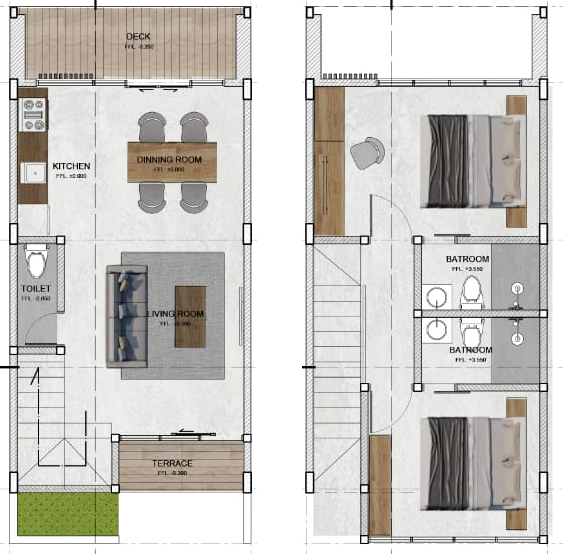 DECK
FFL. -0.200
KITCHEN
FFL. ±0.000
DINNING ROOM
FFL. ±0.000
TOILET
FFL. -0.050
LIVING ROOM
FFL. ±0.000
TERRACE
FFL. -0.300
BATROOM
FFL. +3.550
BATROOM
FFL. +3.550